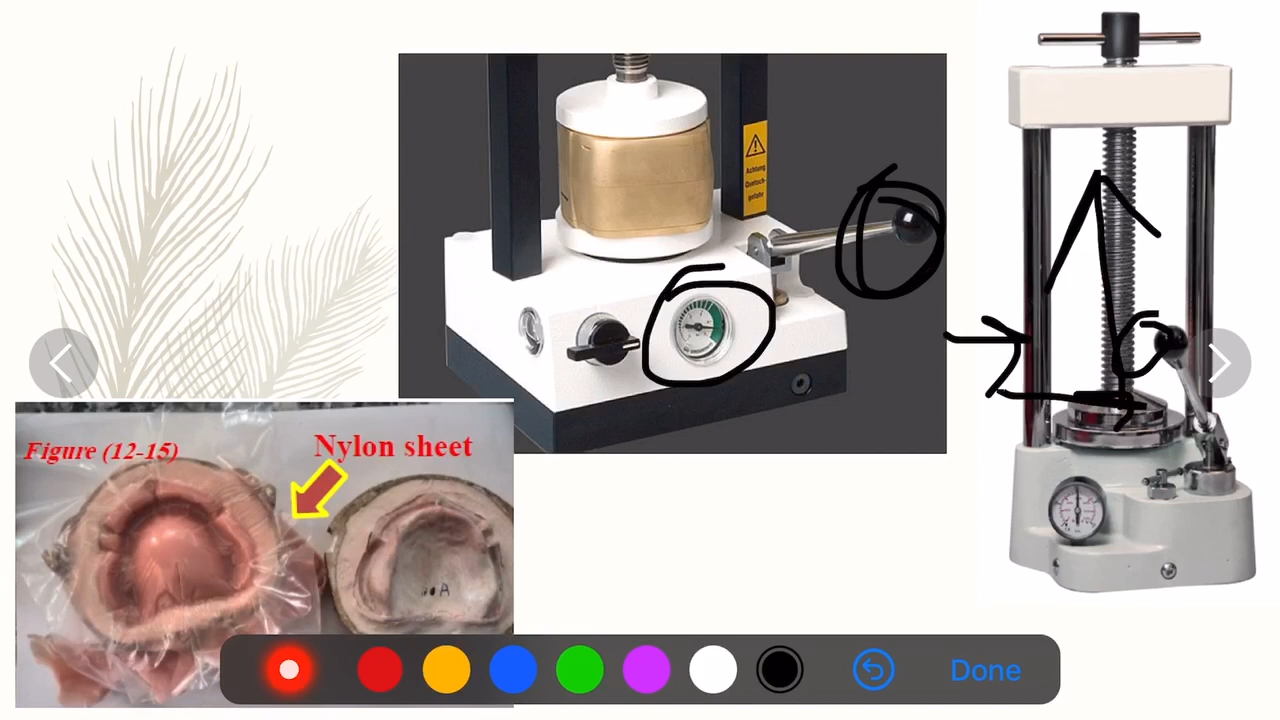 Achtung
Quetsch-
gefahr
Figure (12-15)
Nylon sheet
Done